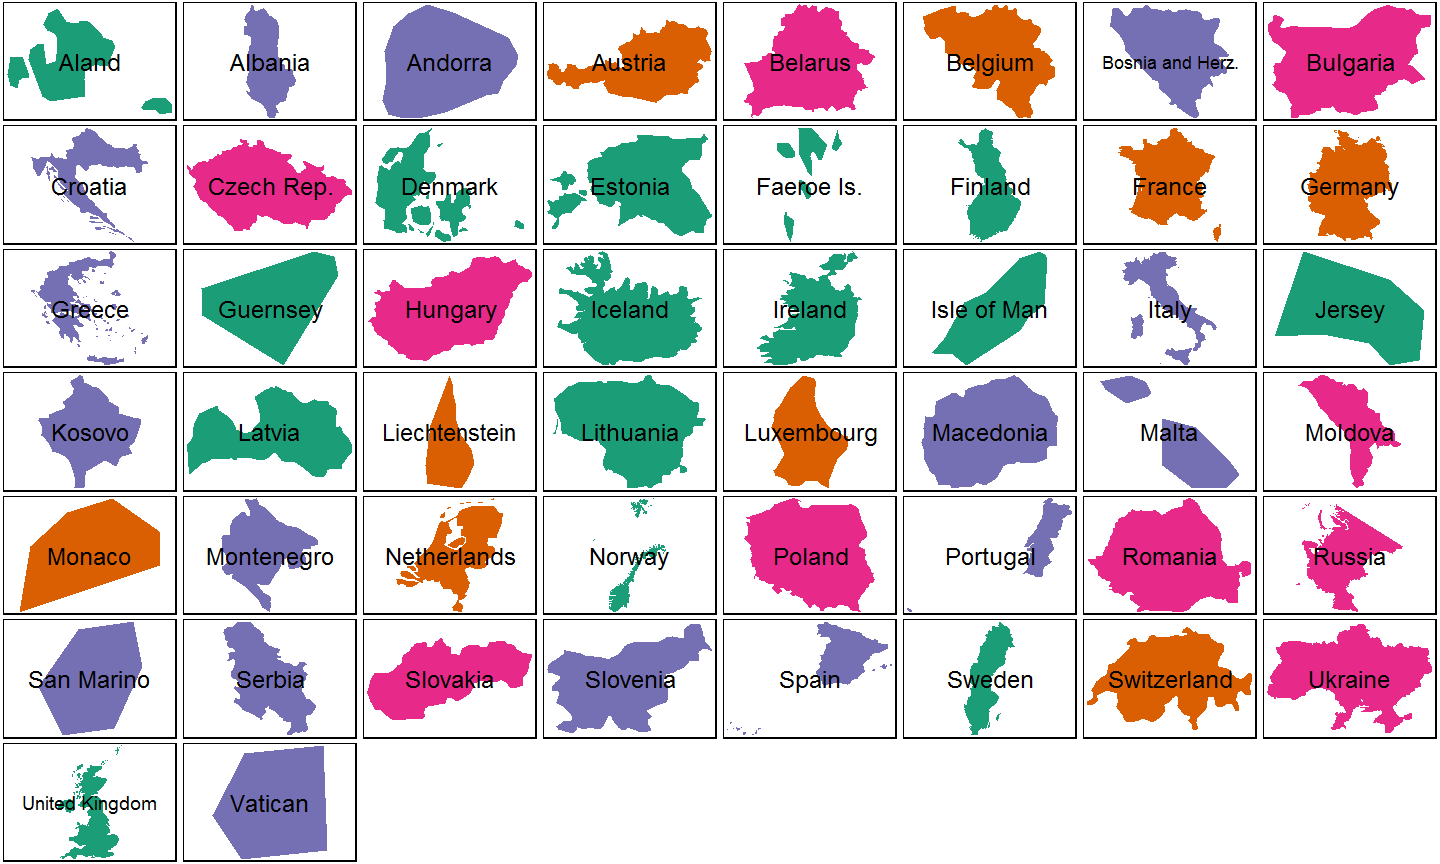 Aland
Albania
Andorra
Austria
Belarus
Belgium
Bosnia and Herz.
Bulgaria
Croatia
Czech Rep.
Denmark
Estonia
Faeroe Is.
Finland
France
Germany
Greece
Guernsey
Hungary
Iceland
Ireland
Isle of Man
Italy
Jersey
Kosovo
Latvia
Liechtenstein
Lithuania
Luxembourg
Macedonia
Malta
Moldova
Monaco
Montenegro
Netherlands
Norway
Poland
Portugal
Romania
Russia
San Marino
Serbia
Slovakia
Slovenia
Spain
Sweden
Switzerland
Ukraine
United Kingdom
Vatican